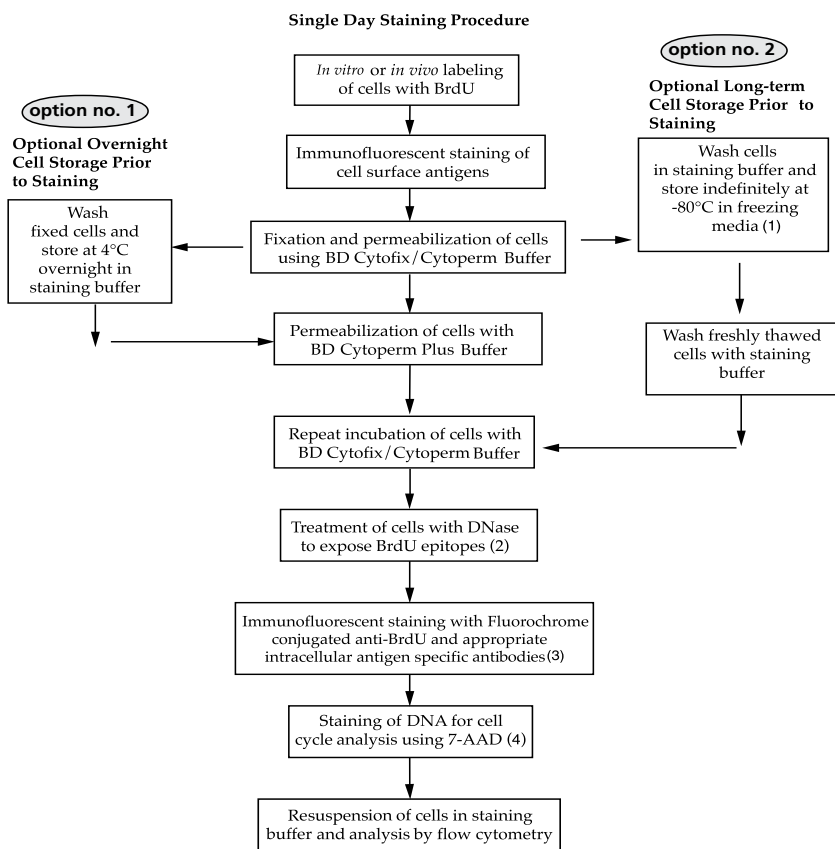 Single Day Staining Procedure
In vitro or in vivo labeling
of cells with BrdU
Immunofluorescent staining of
cell surface antigens
Fixation and permeabilization of cells
using BD Cytofix/Cytoperm Buffer
option no. 1
Optional Overnight
Cell Storage Prior
to Staining
Wash
fixed cells and
store at 4°C
overnight in
staining buffer
option no. 2
Optional Long-term
Cell Storage Prior to
Staining
Wash cells
in staining buffer and
store indefinitely at
-80°C in freezing
media (1)
Wash freshly thawed
cells with staining
buffer
Permeabilization of cells with
BD Cytoperm Plus Buffer
Repeat incubation of cells with
BD Cytofix/Cytoperm Buffer
Treatment of cells with DNase
to expose BrdU epitopes (2)
Immunofluorescent staining with Fluorochrome
conjugated anti-BrdU and appropriate
intracellular antigen specific antibodies(3)
Staining of DNA for cell
cycle analysis using 7-AAD (4)
Resuspension of cells in staining
buffer and analysis by flow cytometry